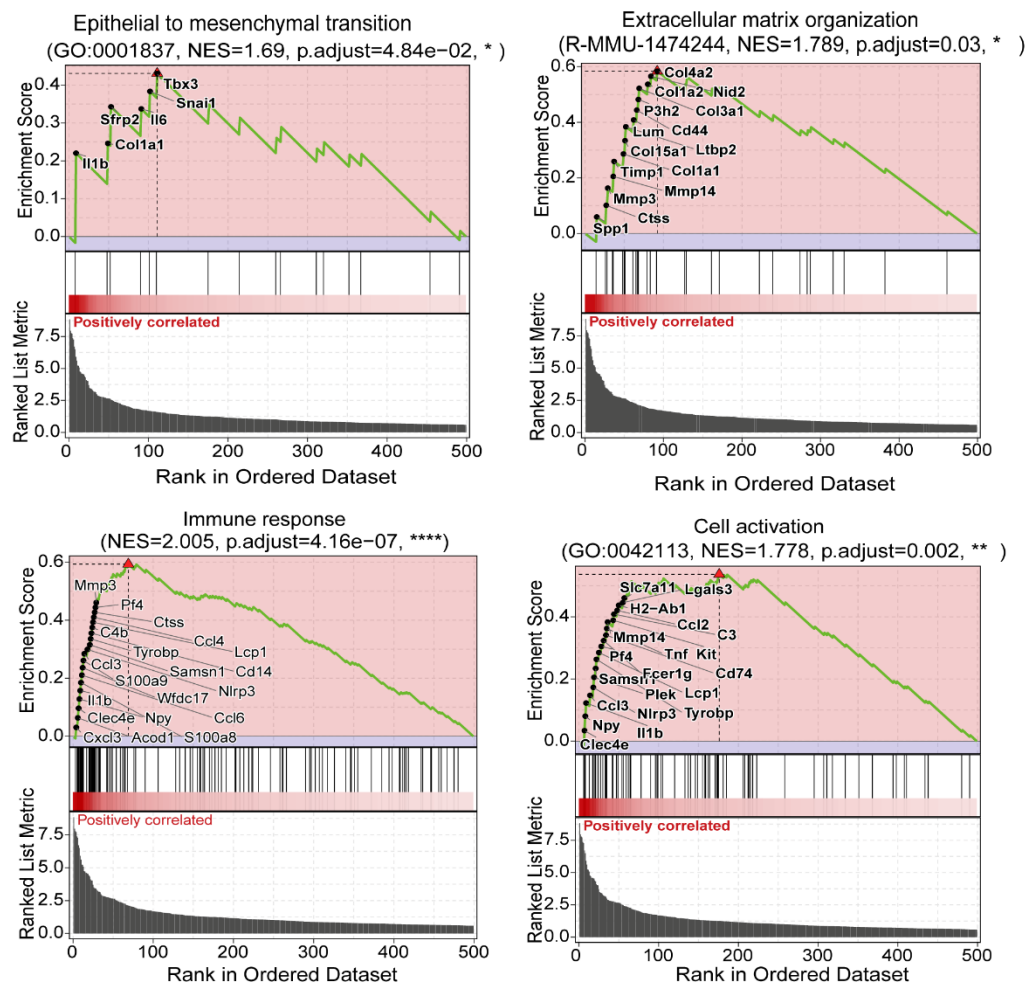 Epithelial to mesenchymal transition
(GO:0001837, NES=1.69, p.adjust=4.84e−02, * )
Enrichment Score
0.4
0.3
0.2
0.1
0.0
Tbx3
Snai1
Sfrp2
Il6
Col1a1
Il1b
Ranked List Metric
Positively correlated
7.5
5.0
2.5
0.0
0 100 200 300 400 500
Rank in Ordered Dataset
Extracellular matrix organization
(R-MMU-1474244, NES=1.789, p.adjust=0.03, * )
Enrichment Score
0.6
0.4
0.2
0.0
Col4a2
Col1a2 Nid2
P3h2 Col3a1
Lum Cd44
Ltbp2
Col15a1
Timp1 Col1a1
Mmp14
Mmp3
Ctss
Spp1
Ranked List Metric
Positively correlated
7.5
5.0
2.5
0.0
0 100 200 300 400 500
Rank in Ordered Dataset
Immune response
(NES=2.005, p.adjust=4.16e−07, ****)
Enrichment Score
0.6
0.4
0.2
0.0
Mmp3
Pf4
Ctss
C4b Ccl4
Tyrobp Lcp1
Ccl3 Samsn1 Cd14
S100a9 Nlrp3
Il1b Wfdc17
Clec4e Npy Ccl6
Cxcl3 Acod1 S100a8
Ranked List Metric
Positively correlated
7.5
5.0
2.5
0.0
0 100 200 300 400 500
Rank in Ordered Dataset
Cell activation
(GO:0042113, NES=1.778, p.adjust=0.002, ** )
Enrichment Score
0.4
0.2
0.0
Slc7a11 Lgals3
H2−Ab1
Ccl2
Mmp14 C3
Pf4 Tnf Kit
Fcer1g Cd74
Plek Lcp1
Ccl3 Nlrp3 Tyrobp
Npy Il1b
Clec4e
Ranked List Metric
Positively correlated
7.5
5.0
2.5
0.0
0 100 200 300 400 500
Rank in Ordered Dataset